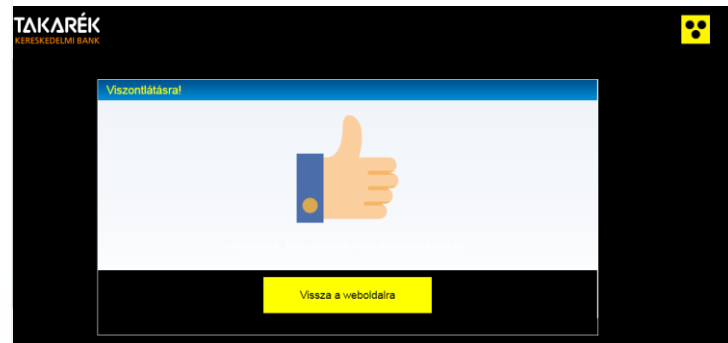 TAKARÉK
KERESKEDELMI BANK
Viszontlátásra!
Vissza a weboldalra